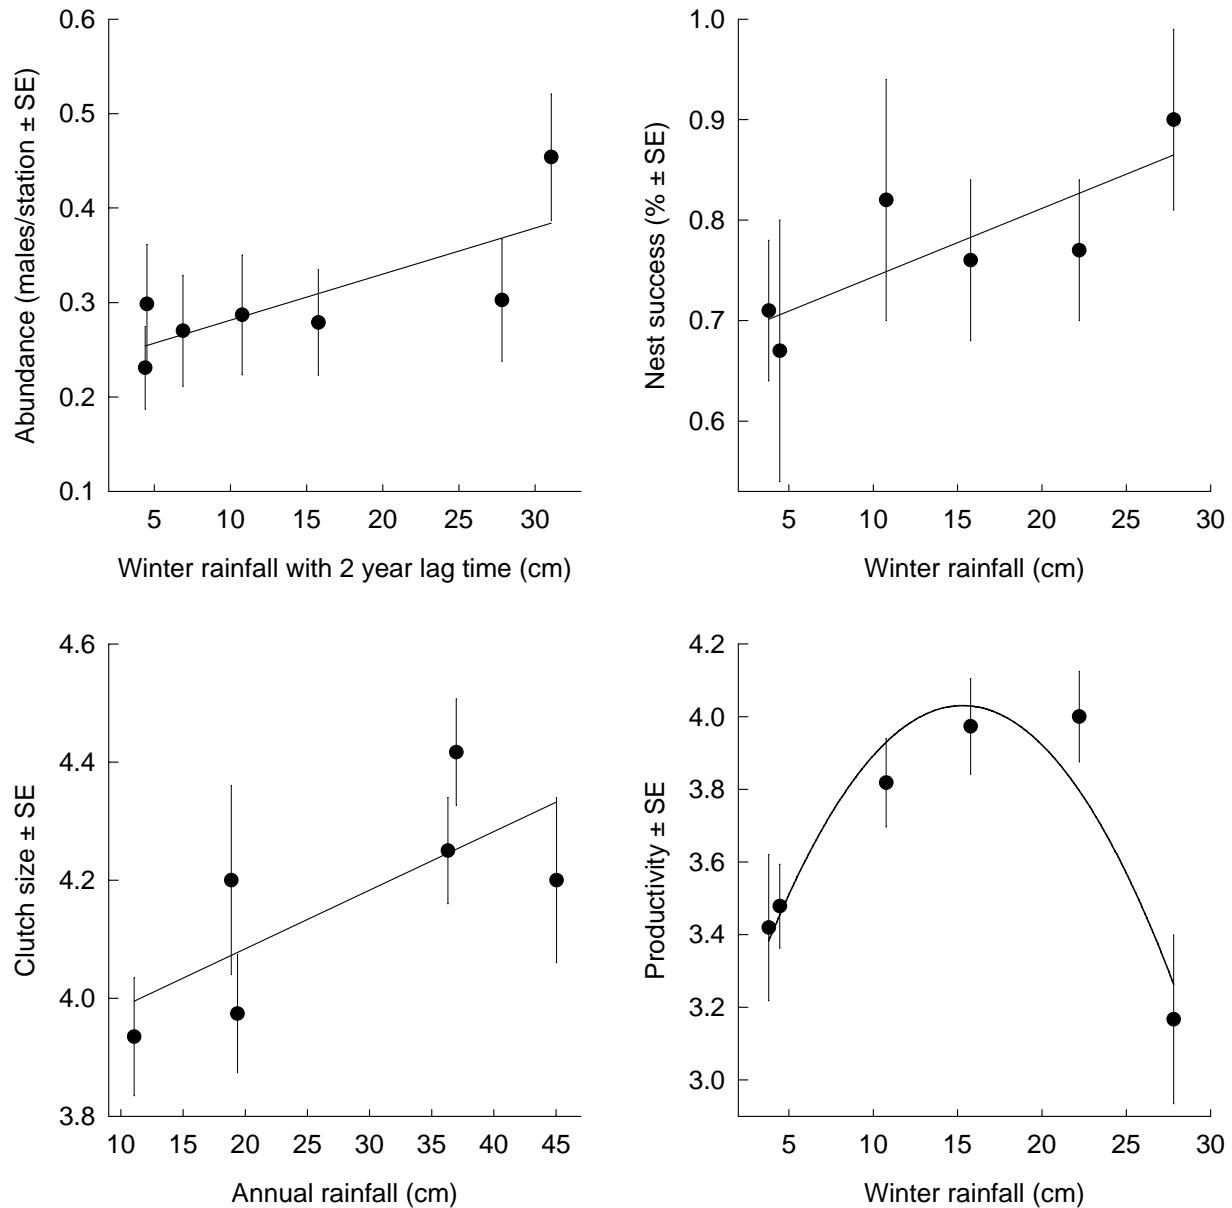 0.6
0.5
0.4
0.3
0.2
0.1
Abundance (males/station ± SE)
5 10 15 20 25 30
Winter rainfall with 2 year lag time (cm)
1.0
0.9
0.8
0.7
0.6
Nest success (% ± SE)
5 10 15 20 25 30
Winter rainfall (cm)
4.6
4.4
4.2
4.0
3.8
Clutch size ± SE
10 15 20 25 30 35 40 45
Annual rainfall (cm)
4.2
4.0
3.8
3.6
3.4
3.2
3.0
Productivity ± SE
5 10 15 20 25 30
Winter rainfall (cm)